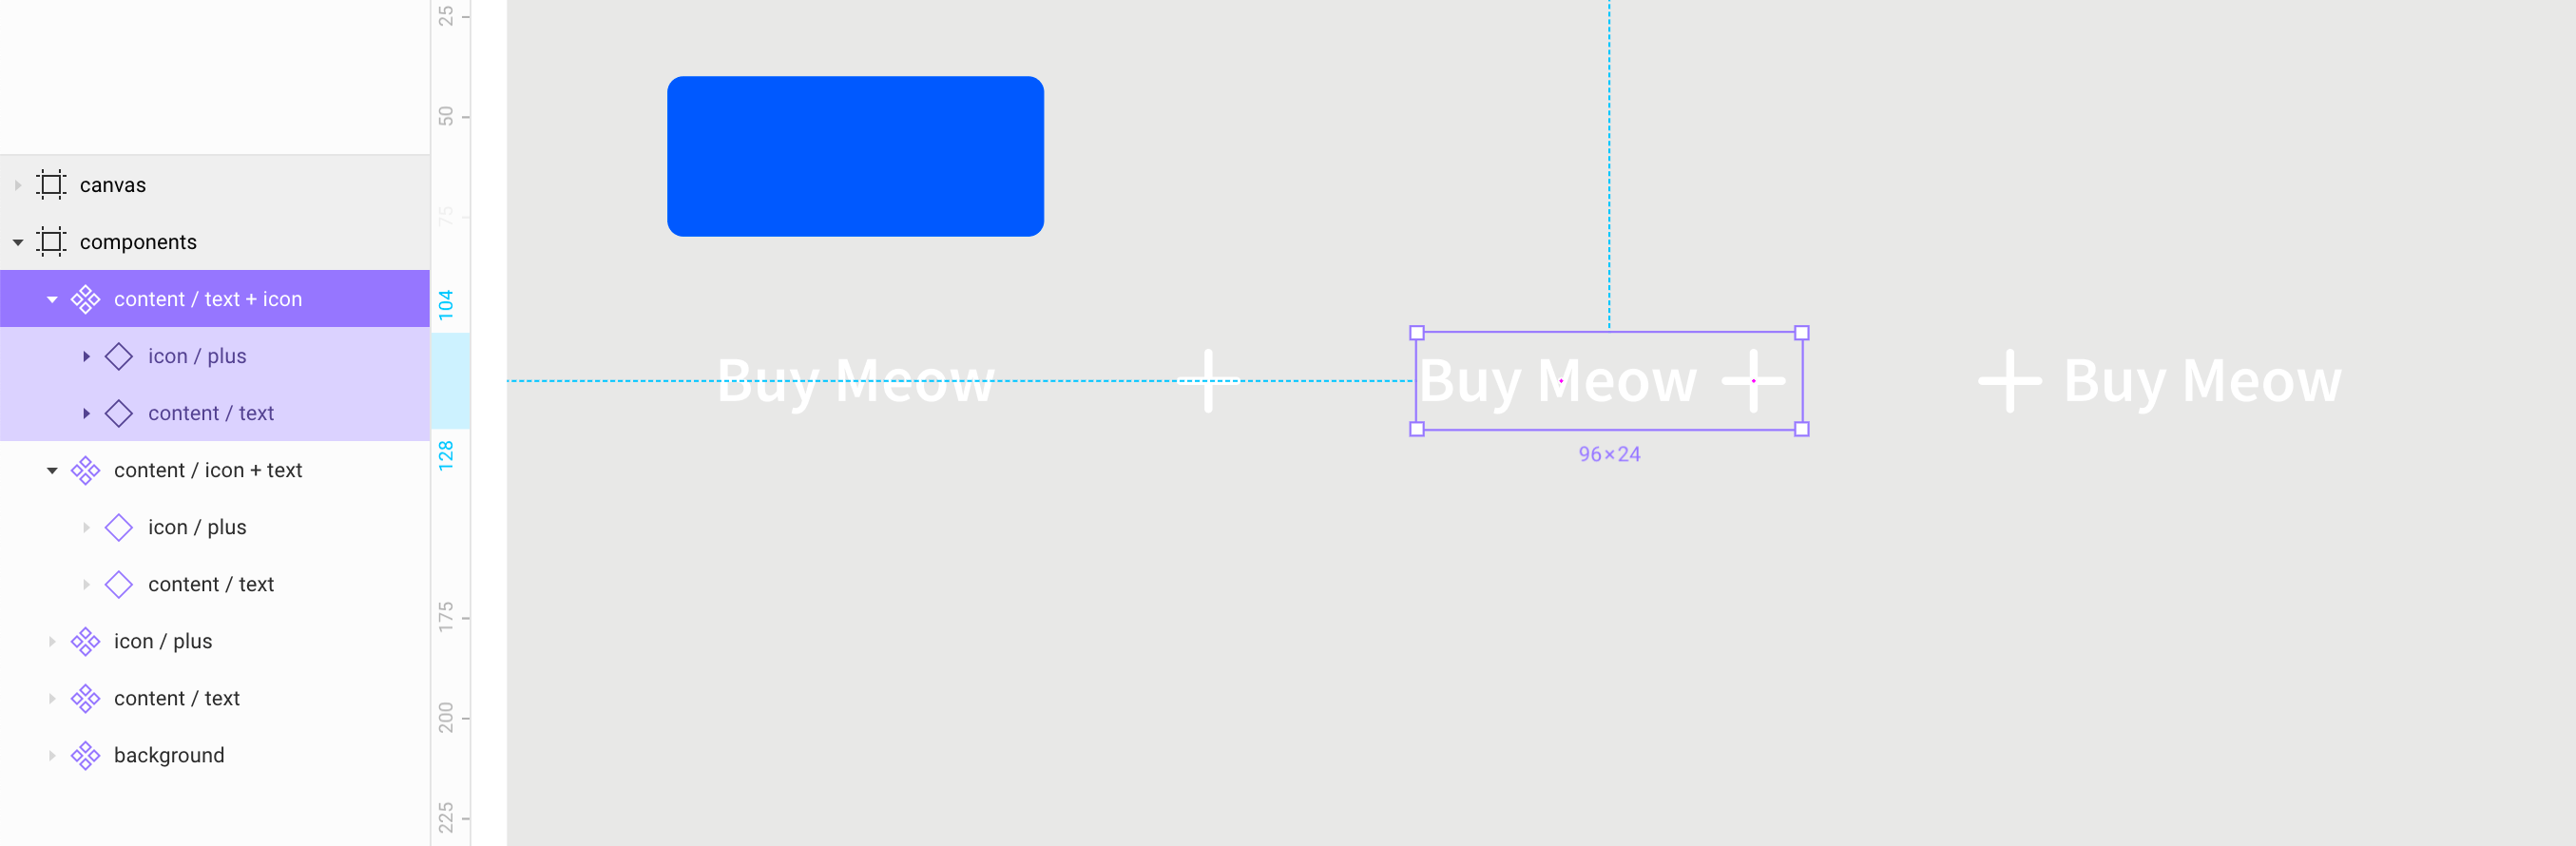 canvas
components
content / text + icon
icon / plus
content / text
content / icon + text
icon / plus
content / text
icon / plus
content / text
background
25
50
75
104
128
175
200
225
Buy Meow
Buy Meow
Buy Meow
96×24